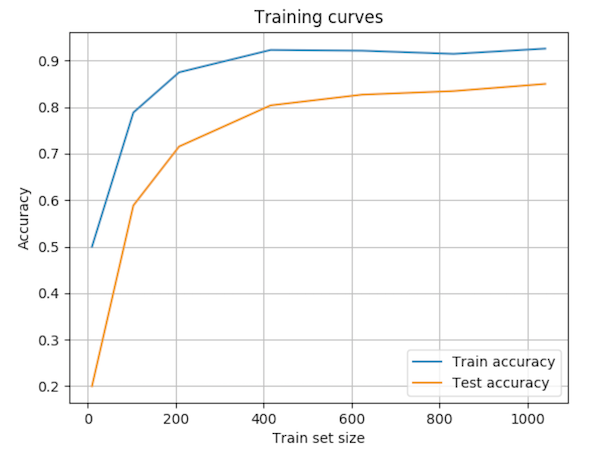 Training curves
Accuracy
0.9
0.8
0.7
0.6
0.5
0.4
0.3
0.2
0
200
400
600
800
1000
Train set size
Train accuracy
Test accuracy